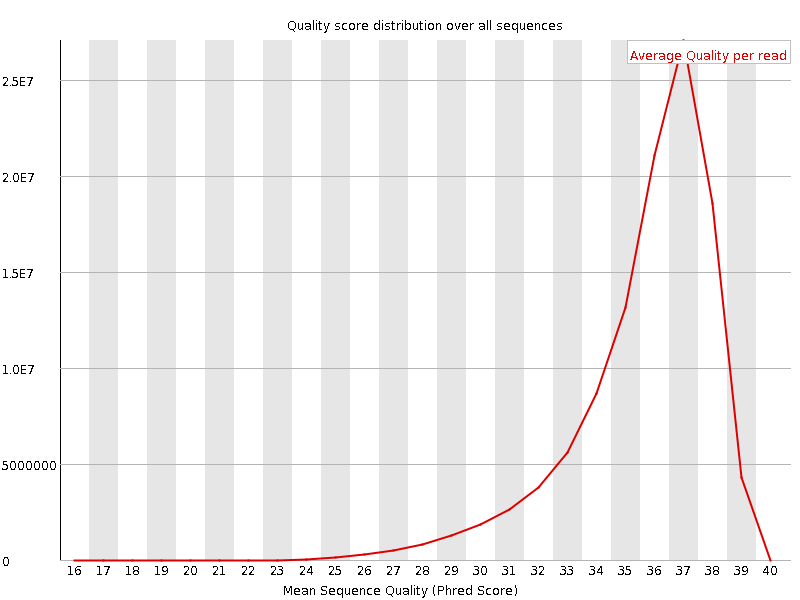 Quality score distribution over all sequences
Average Quality per read
2.5E7
2.0E7
1.5E7
1.0E7
5000000
0
16 17 18 19 20 21 22 23 24 25 26 27 28 29 30 31 32 33 34 35 36 37 38 39 40
Mean Sequence Quality (Phred Score)